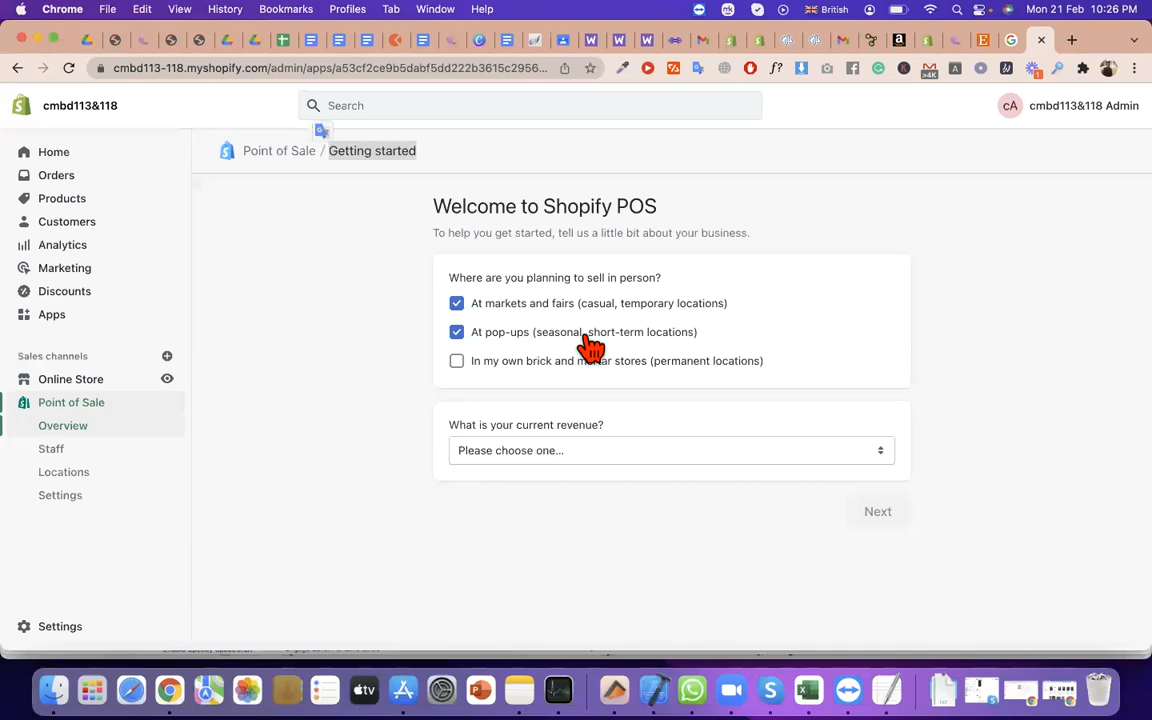 Chrome File Edit View History Bookmarks Profiles Tab Window Help British Mon 21 Feb 10:26 PM
cmbd113-118.myshopify.com/admin/apps/a53cf2ce9b5dabf5dd222b3615c2956...
cmbd113&118 Search cA cmbd113&118 Admin
Point of Sale / Getting started
Home
Orders
Products
Customers
Analytics
Marketing
Discounts
Apps
Sales channels
Online Store
Point of Sale
Overview
Staff
Locations
Settings
Settings
Welcome to Shopify POS
To help you get started, tell us a little bit about your business.
Where are you planning to sell in person?
At markets and fairs (casual, temporary locations)
At pop-ups (seasonal, short-term locations)
In my own brick and mortar stores (permanent locations)
What is your current revenue?
Please choose one...
Next